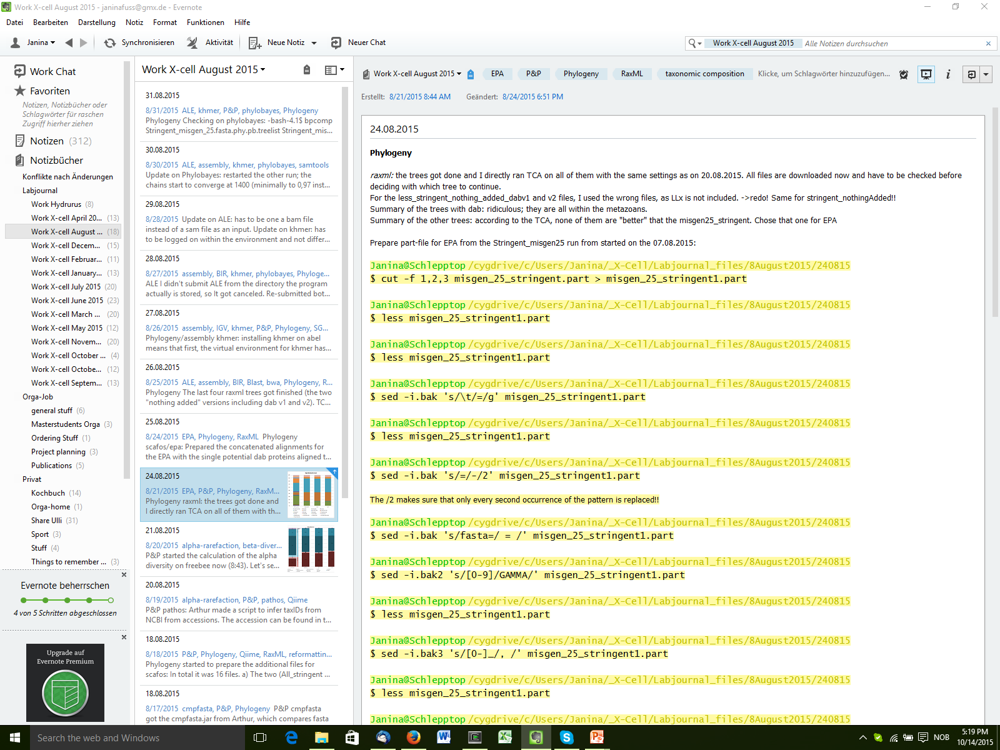 Work X-cell August 2015 - janinafuss@gmx.de - Evernote
Datei Bearbeiten Darstellung Notiz Format Funktionen Hilfe
Janina Synchronisieren Aktivität Neue Notiz Neuer Chat
Work X-cell August 2015 Alle Notizen durchsuchen
Work Chat
Favoriten
Notizen, Notizbücher oder
Schlagwörter für raschen
Zugriff hierher ziehen
Notizen (312)
Notizbücher
Konflikte nach Änderungen
Labjournal
Work Hydrurus (8)
Work X-cell April 20... (13)
Work X-cell August ... (18)
Work X-cell Decem... (15)
Work X-cell Februar... (11)
Work X-cell January... (13)
Work X-cell July 2015 (20)
Work X-cell June 2015 (23)
Work X-cell March ... (20)
Work X-cell May 2015 (12)
Work X-cell Novem... (20)
Work X-cell October ... (4)
Work X-cell Octobe... (12)
Work X-cell Septem... (13)
Orga-Job
general stuff (6)
Masterstudents Orga (3)
Ordering Stuff (1)
Project planning (3)
Publications (5)
Privat
Kochbuch (14)
Orga-home (1)
Share Ulli (31)
Sport (3)
Stuff (4)
Things to remember ... (3)
Evernote beherrschen
4 von 5 Schritten abgeschlossen
Upgrade auf
Evernote Premium
Work X-cell August 2015
31.08.2015
8/31/2015 ALE, khmer, P&P, phylobayes, Phylogeny
Phylogeny Checking on phylobayes: -bash-4.1$ bpcomp
Stringent_misgen_25.fasta.phy.pb.treelist Stringent_mis...
30.08.2015
8/30/2015 ALE, assembly, khmer, phylobayes, samtools
Update on Phylobayes: restarted the other run; the
chains start to converge at 1400 (minimally to 0,97 inst...
29.08.2015
8/28/2015 Update on ALE: has to be one a bam file
instead of a sam file as an input. Update on khmer: has
to be logged on within the environment and not differ...
28.08.2015
8/27/2015 assembly, BIR, khmer, phylobayes, Phyloge...
ALE I didn't submit ALE from the directory the program
actually is stored, so It got canceled. Re-submitted bot...
27.08.2015
8/26/2015 assembly, IGV, khmer, P&P, Phylogeny, SG...
Phylogeny/assembly khmer: installing khmer on abel
means that first, the virtual environment for khmer has...
26.08.2015
8/25/2015 ALE, assembly, BIR, Blast, bwa, Phylogeny, R...
Phylogeny The last four raxml trees got finished (the two
"nothing added" versions including dab v1 and v2). TC...
25.08.2015
8/24/2015 EPA, Phylogeny, RaxML Phylogeny
scafos/epa: Prepared the concatenated alignments for
the EPA with the single potential dab proteins aligned t...
24.08.2015
8/21/2015 EPA, P&P, Phylogeny, RaxM...
Phylogeny raxml: the trees got done and
I directly ran TCA on all of them with th...
21.08.2015
8/20/2015 alpha-rarefaction, beta-diver...
P&P started the calculation of the alpha
diversity on freebee now (8:43). Let's se...
20.08.2015
8/19/2015 alpha-rarefaction, P&P, pathos, Qiime
P&P pathos: Arthur made a script to infer taxIDs from
NCBI from accessions. The accession can be found in t...
18.08.2015
8/18/2015 P&P, Phylogeny, Qiime, RaxML, reformattin...
Phylogeny started to prepare the additional files for
scafos: In total it was 16 files. a) The two (All_stringent ...
18.08.2015
8/17/2015 cmpfasta, P&P, Phylogeny P&P cmpfasta
got the cmpfasta.jar from Arthur, which compares fasta
Work X-cell August 2015 EPA P&P Phylogeny RaxML taxonomic composition Klicke, um Schlagwörter hinzuzufügen...
Erstellt: 8/21/2015 8:44 AM Geändert: 8/24/2015 6:51 PM
24.08.2015
Phylogeny
raxml: the trees got done and I directly ran TCA on all of them with the same settings as on 20.08.2015. All files are downloaded now and have to be checked before
deciding with which tree to continue.
For the less_stringent_nothing_added_dabv1 and v2 files, I used the wrong files, as LLx is not included. ->redo! Same for stringent_nothingAdded!!
Summary of the trees with dab: ridiculous; they are all within the metazoans.
Summary of the other trees: according to the TCA, none of them are "better" that the misgen25_stringent. Chose that one for EPA
Prepare part-file for EPA from the Stringent_misgen25 run from started on the 07.08.2015:
Janina@Schlepptop /cygdrive/c/Users/Janina/_X-Cell/Labjournal_files/8August2015/240815
$ cut -f 1,2,3 misgen_25_stringent.part > misgen_25_stringent1.part
Janina@Schlepptop /cygdrive/c/Users/Janina/_X-Cell/Labjournal_files/8August2015/240815
$ less misgen_25_stringent1.part
Janina@Schlepptop /cygdrive/c/Users/Janina/_X-Cell/Labjournal_files/8August2015/240815
$ less misgen_25_stringent1.part
Janina@Schlepptop /cygdrive/c/Users/Janina/_X-Cell/Labjournal_files/8August2015/240815
$ sed -i.bak 's/\t/=/g' misgen_25_stringent1.part
Janina@Schlepptop /cygdrive/c/Users/Janina/_X-Cell/Labjournal_files/8August2015/240815
$ less misgen_25_stringent1.part
Janina@Schlepptop /cygdrive/c/Users/Janina/_X-Cell/Labjournal_files/8August2015/240815
$ sed -i.bak 's/=/-/2' misgen_25_stringent1.part
The /2 makes sure that only every second occurrence of the pattern is replaced!!
Janina@Schlepptop /cygdrive/c/Users/Janina/_X-Cell/Labjournal_files/8August2015/240815
$ sed -i.bak 's/fasta=/ = /' misgen_25_stringent1.part
Janina@Schlepptop /cygdrive/c/Users/Janina/_X-Cell/Labjournal_files/8August2015/240815
$ sed -i.bak2 's/[0-9]/GAMMA/' misgen_25_stringent1.part
Janina@Schlepptop /cygdrive/c/Users/Janina/_X-Cell/Labjournal_files/8August2015/240815
$ less misgen_25_stringent1.part
Janina@Schlepptop /cygdrive/c/Users/Janina/_X-Cell/Labjournal_files/8August2015/240815
$ sed -i.bak3 's/[0-]_/, /' misgen_25_stringent1.part
Janina@Schlepptop /cygdrive/c/Users/Janina/_X-Cell/Labjournal_files/8August2015/240815
$ less misgen_25_stringent1.part
Janina@Schlepptop /cygdrive/c/Users/Janina/_X-Cell/Labjournal_files/8August2015/240815
Search the web and Windows
NOB
5:19 PM
10/14/2015